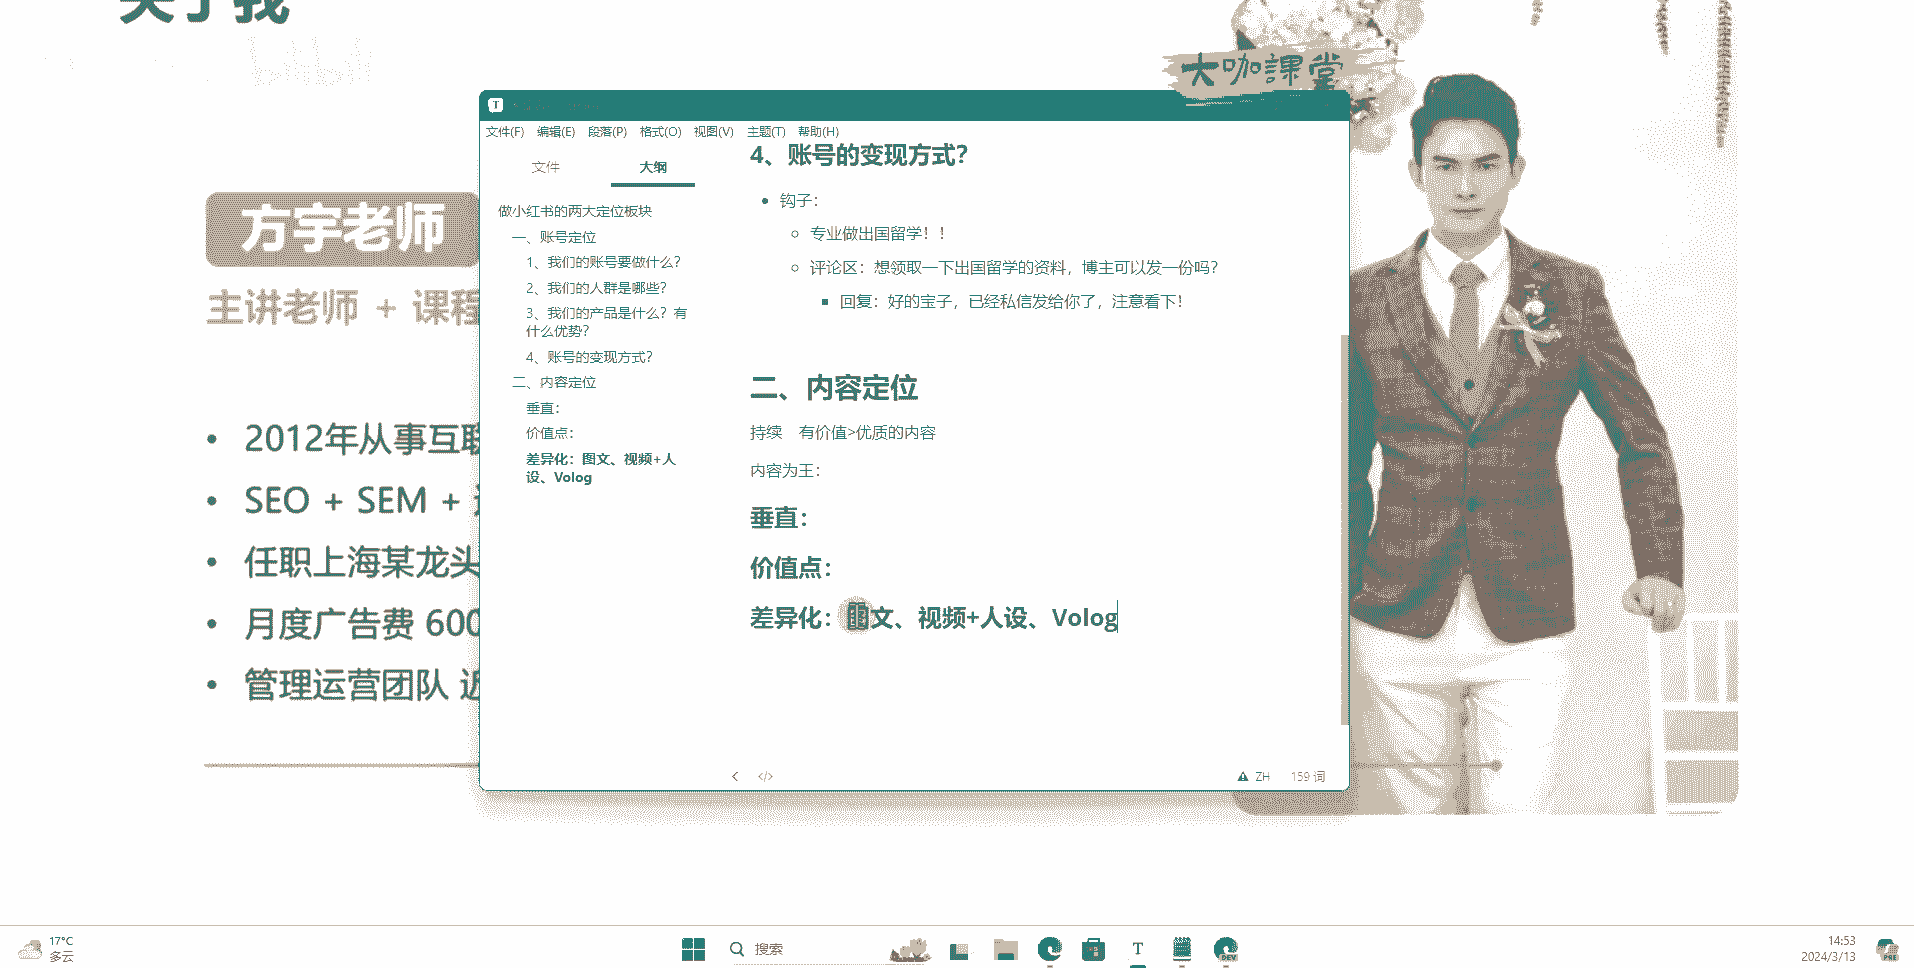 关于我
大咖課堂
方宇老师
主讲老师 + 课程
2012年从事互联
SEO + SEM +
任职上海某龙头
月度广告费 600
管理运营团队 近
文件(F) 编辑(E) 段落(P) 格式(O) 视图(V) 主题(T) 帮助(H)
文件 大纲
做小红书的两大定位板块
一、账号定位
1、我们的账号要做什么？
2、我们的人群是哪些？
3、我们的产品是什么？有
什么优势？
4、账号的变现方式？
二、内容定位
垂直：
价值点：
差异化：图文、视频+人
设、Volog
4、账号的变现方式？
钩子：
专业做出国留学！！
评论区：想领取一下出国留学的资料，博主可以发一份吗？
回复：好的宝子，已经私信发给你了，注意看下！
二、内容定位
持续 有价值>优质的内容
内容为王：
垂直：
价值点：
差异化：图文、视频+人设、Volog
</> ZH 159 词
17°C
多云
搜索
T
DEV
14:53
2024/3/13
PRE